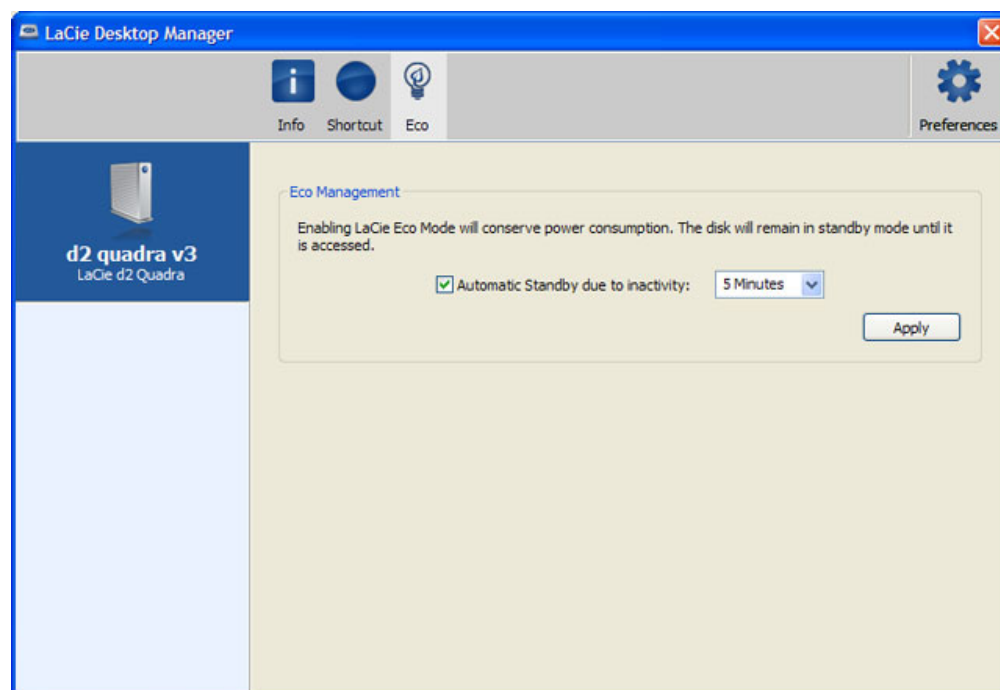 LaCie Desktop Manager
Info Shortcut Eco Preferences
d2 quadra v3
LaCie d2 Quadra
Eco Management
Enabling LaCie Eco Mode will conserve power consumption. The disk will remain in standby mode until it
is accessed.
Automatic Standby due to inactivity: 5 Minutes
Apply